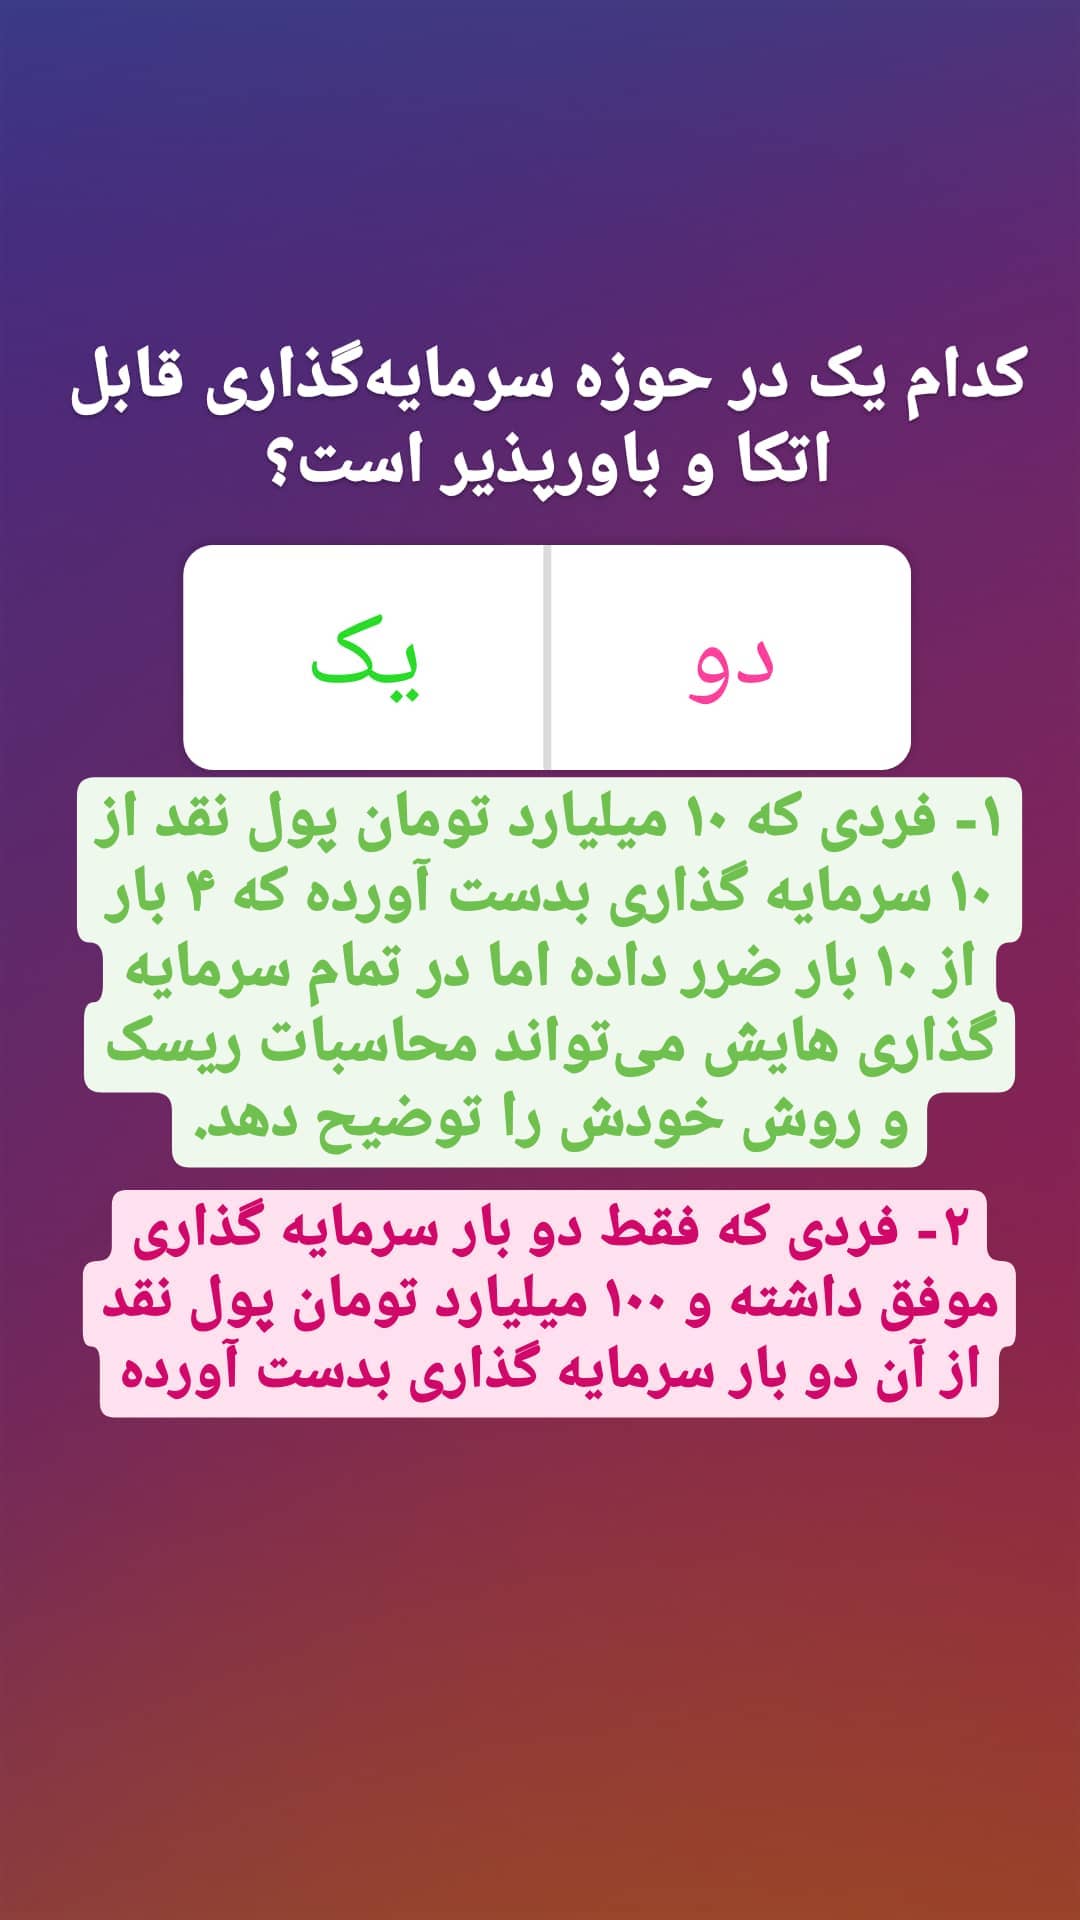 کدام یک در حوزه سرمایه‌گذاری قابل
اتکا و باورپذیر است؟
دو
یک
۱- فردی که ۱۰ میلیارد تومان پول نقد از
۱۰ سرمایه گذاری بدست آورده که ۴ بار
از ۱۰ بار ضرر داده اما در تمام سرمایه
گذاری هایش می‌تواند محاسبات ریسک
و روش خودش را توضیح دهد.
۲- فردی که فقط دو بار سرمایه گذاری
موفق داشته و ۱۰۰ میلیارد تومان پول نقد
از آن دو بار سرمایه گذاری بدست آورده